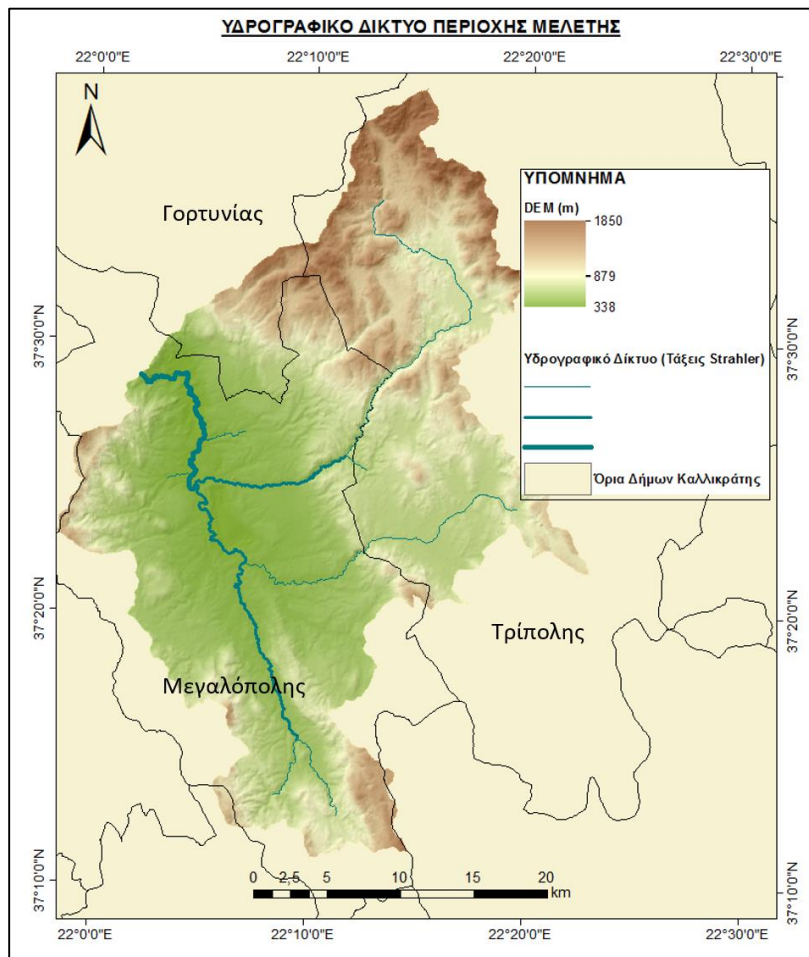 ΥΔΡΟΓΡΑΦΙΚΟ ΔΙΚΤΥΟ ΠΕΡΙΟΧΗΣ ΜΕΛΕΤΗΣ
22°0'0"E 22°10'0"E 22°20'0"E 22°30'0"E
N
ΥΠΟΜΝΗΜΑ
DEM (m)
1850
879
338
Υδρογραφικό Δίκτυο (Τάξεις Strahler)
Όρια Δήμων Καλλικράτης
Γορτυνίας
37°30'0"N 37°30'0"N
37°20'0"N 37°20'0"N
Τρίπολης
Μεγαλόπολης
37°10'0"N 37°10'0"N
0 2,5 5 10 15 20
km
22°0'0"E 22°10'0"E 22°20'0"E 22°30'0"E